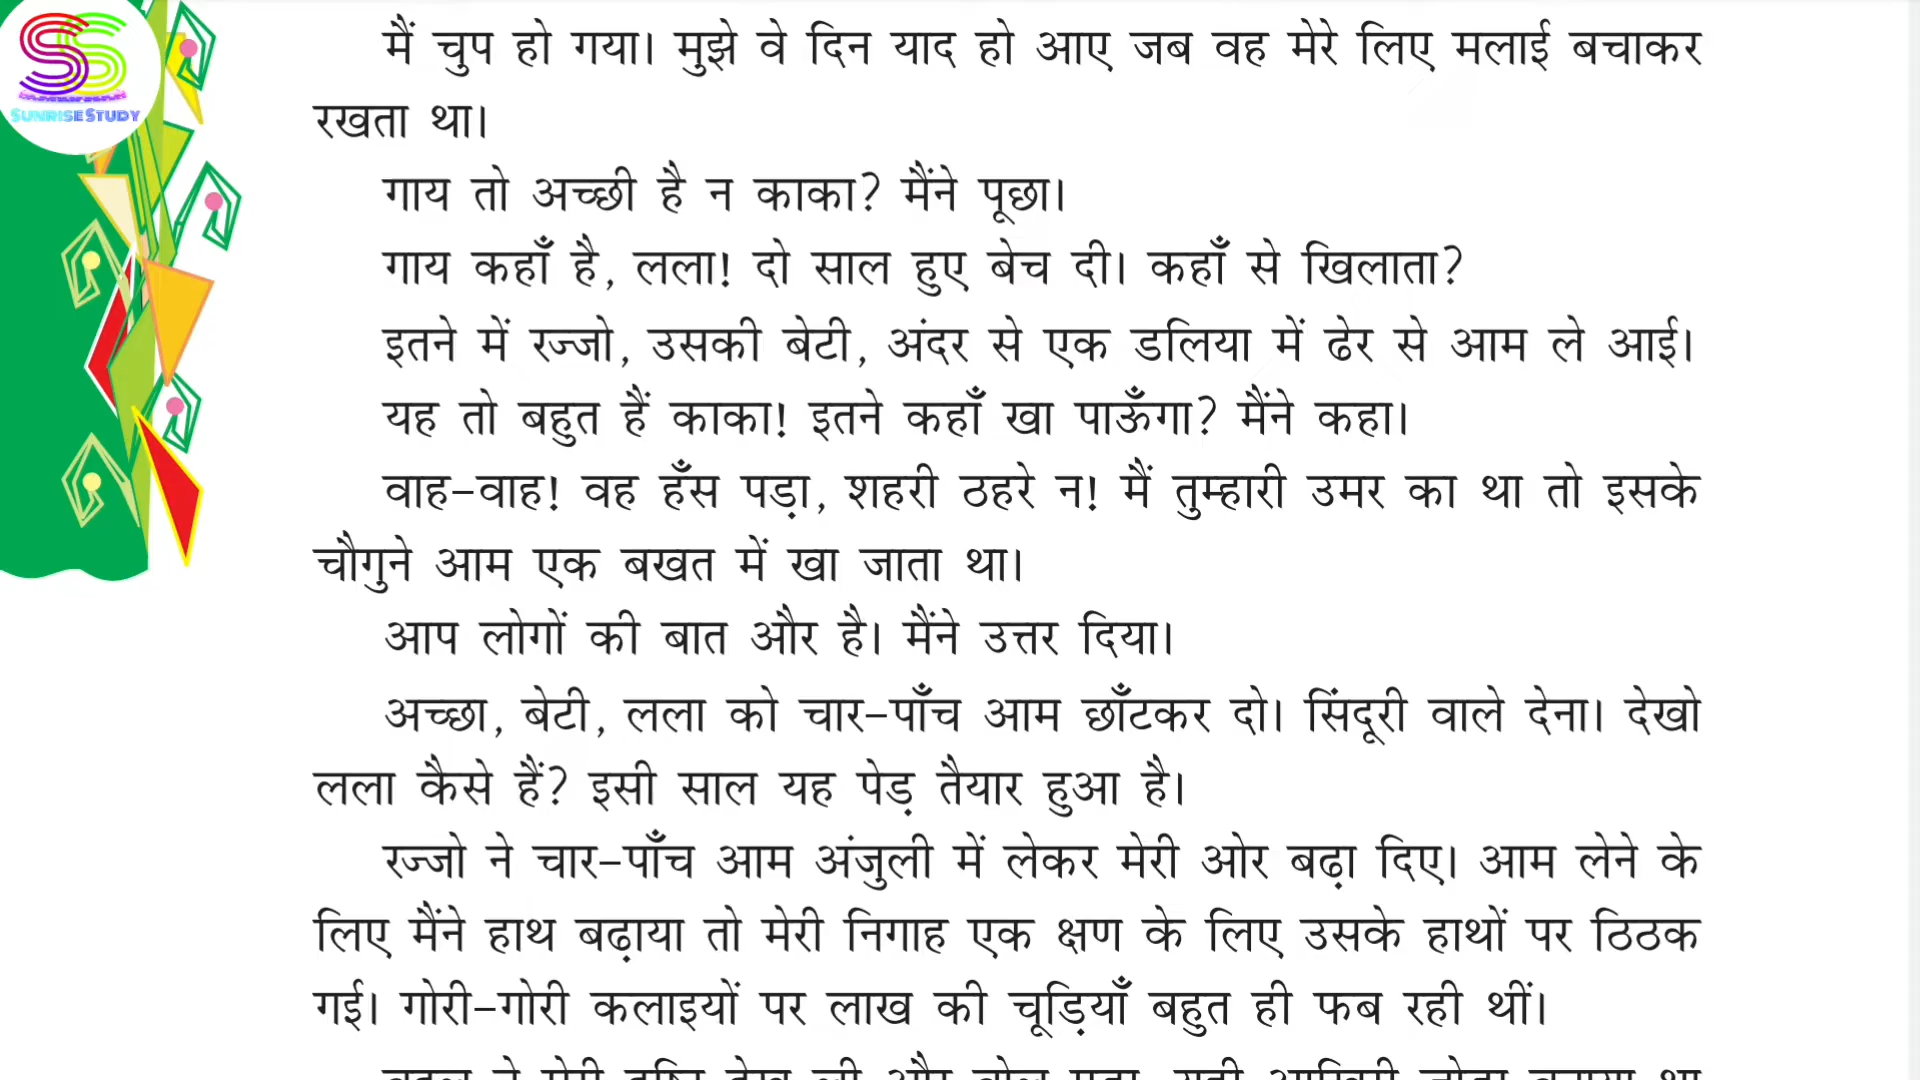 SS
SUNRISE STUDY
मैं चुप हो गया। मुझे वे दिन याद हो आए जब वह मेरे लिए मलाई बचाकर
रखता था।
गाय तो अच्छी है न काका? मैंने पूछा।
गाय कहाँ है, लला! दो साल हुए बेच दी। कहाँ से खिलाता?
इतने में रज्जो, उसकी बेटी, अंदर से एक डलिया में ढेर से आम ले आई।
यह तो बहुत हैं काका! इतने कहाँ खा पाऊँगा? मैंने कहा।
वाह-वाह! वह हँस पड़ा, शहरी ठहरे न! मैं तुम्हारी उमर का था तो इसके
चौगुने आम एक बखत में खा जाता था।
आप लोगों की बात और है। मैंने उत्तर दिया।
अच्छा, बेटी, लला को चार-पाँच आम छाँटकर दो। सिंदूरी वाले देना। देखो
लला कैसे हैं? इसी साल यह पेड़ तैयार हुआ है।
रज्जो ने चार-पाँच आम अंजुली में लेकर मेरी ओर बढ़ा दिए। आम लेने के
लिए मैंने हाथ बढ़ाया तो मेरी निगाह एक क्षण के लिए उसके हाथों पर ठिठक
गई। गोरी-गोरी कलाइयों पर लाख की चूड़ियाँ बहुत ही फब रही थीं।